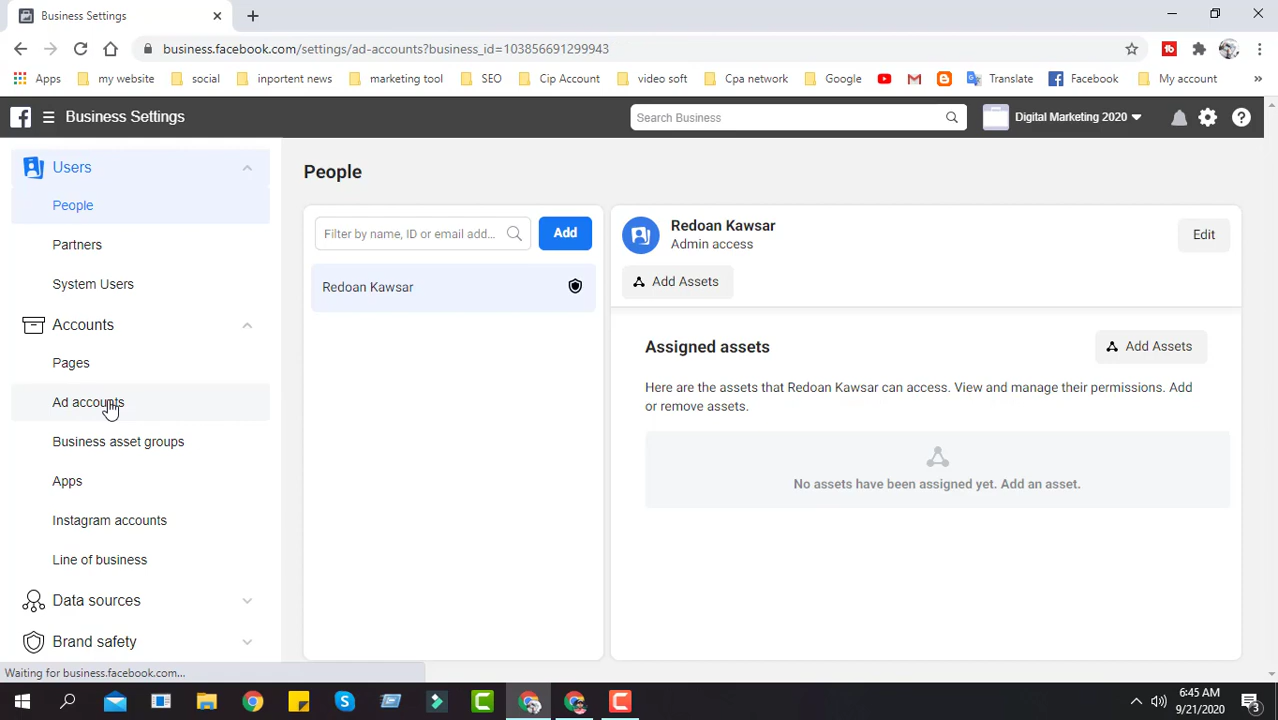 Business Settings
business.facebook.com/settings/ad-accounts?business_id=103856691299943
Apps my website social inportent news marketing tool SEO Cip Account video soft Cpa network Google Translate Facebook My account »
Business Settings
Search Business
Digital Marketing 2020
Users
People
Partners
System Users
Accounts
Pages
Ad accounts
Business asset groups
Apps
Instagram accounts
Line of business
Data sources
Brand safety
Waiting for business.facebook.com...
People
Filter by name, ID or email add...
Add
Redoan Kawsar
Redoan Kawsar
Admin access
Edit
Add Assets
Assigned assets
Add Assets
Here are the assets that Redoan Kawsar can access. View and manage their permissions. Add
or remove assets.
No assets have been assigned yet. Add an asset.
6:45 AM
9/21/2020
3